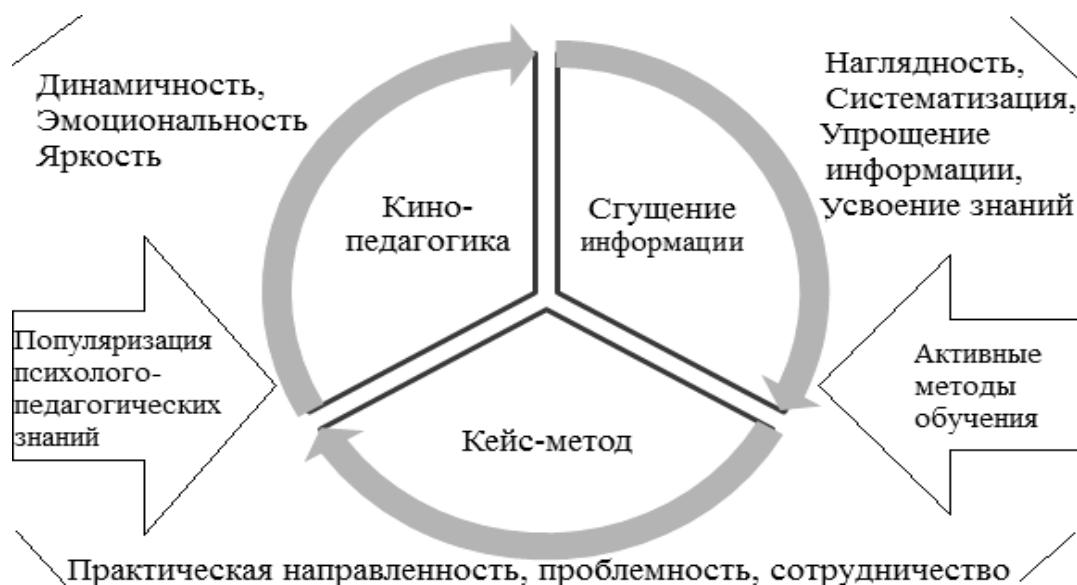 Динамичность,
Эмоциональность
Яркость
Наглядность,
Систематизация,
Упрощение
информации,
Усвоение знаний
Кино-
педагогика
Сгущение
информации
Популяризация
психолого-
педагогических
знаний
Активные
методы
обучения
Кейс-метод
Практическая направленность, проблемность, сотрудничество